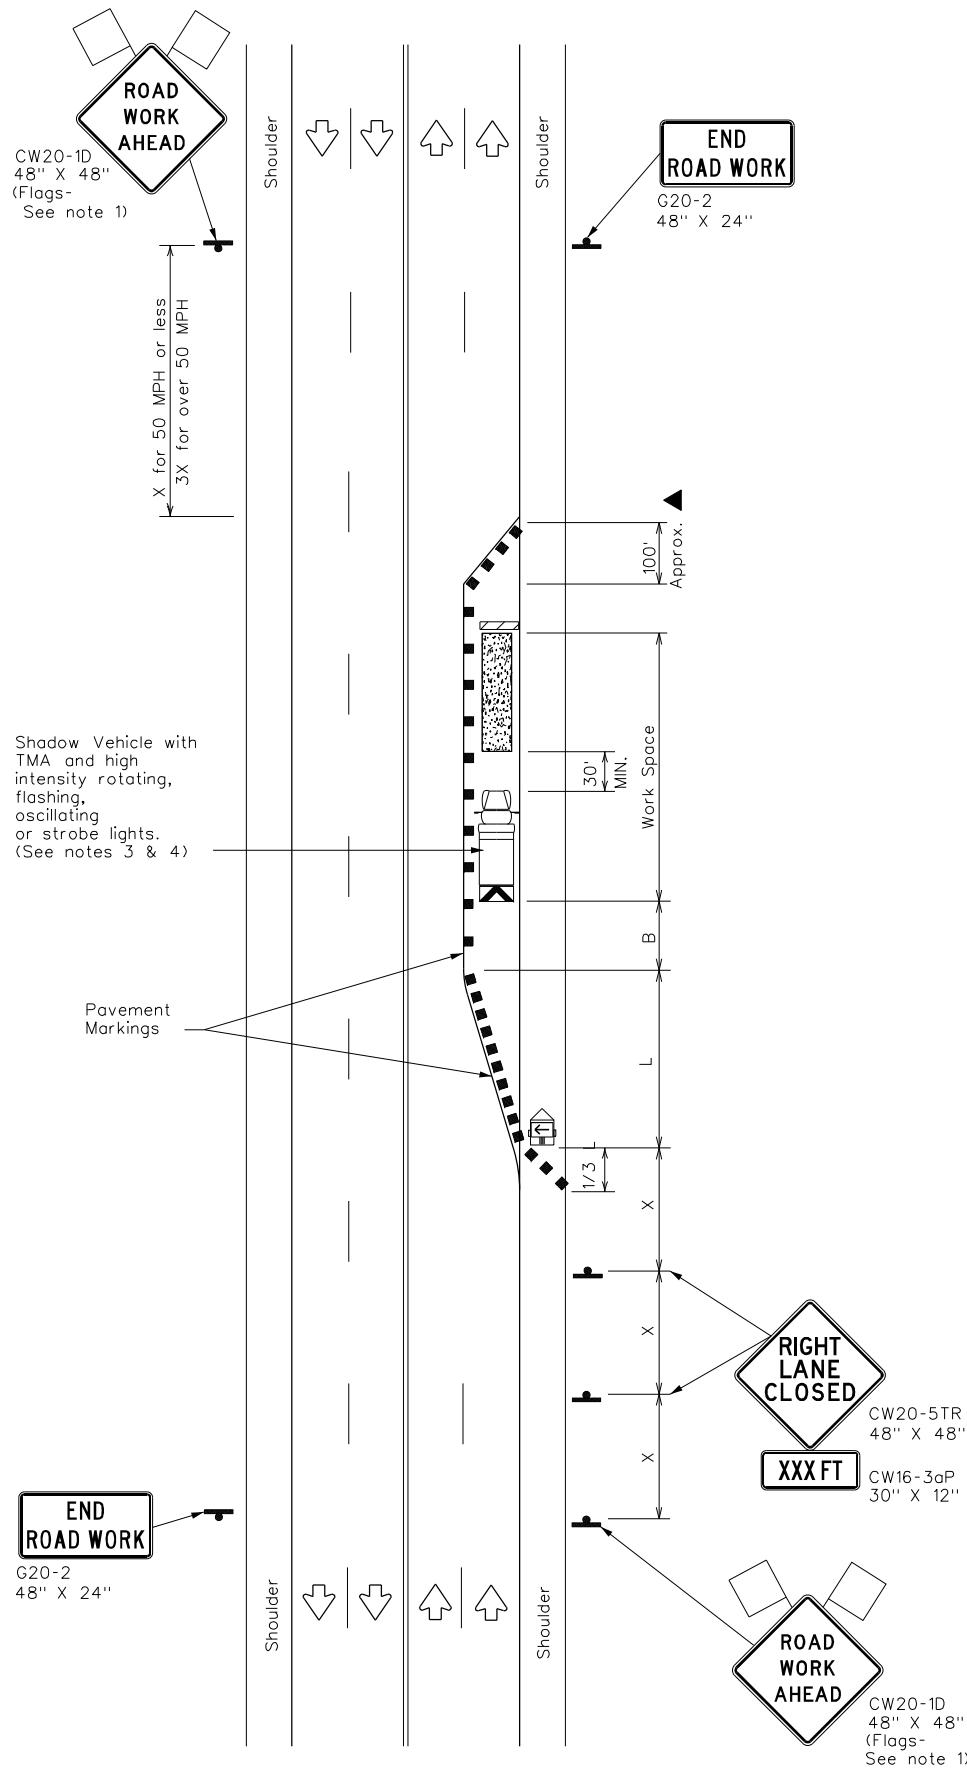 ROAD
WORK
AHEAD
CW20-1D
48" X 48"
(Flags-
See note 1)
Shoulder
Shoulder
END
ROAD WORK
G20-2
48" X 24"
X for 50 MPH or less
3X for over 50 MPH
100'
Approx.
Shadow Vehicle with
TMA and high
intensity rotating,
flashing,
oscillating
or strobe lights.
(See notes 3 & 4)
30'
MIN.
Work Space
B
Pavement
Markings
L
1/3 L
X
X
X
RIGHT
LANE
CLOSED
CW20-5TR
48" X 48"
XXX FT
CW16-3aP
30" X 12"
END
ROAD WORK
G20-2
48" X 24"
Shoulder
Shoulder
ROAD
WORK
AHEAD
CW20-1D
48" X 48"
(Flags-
See note 1)